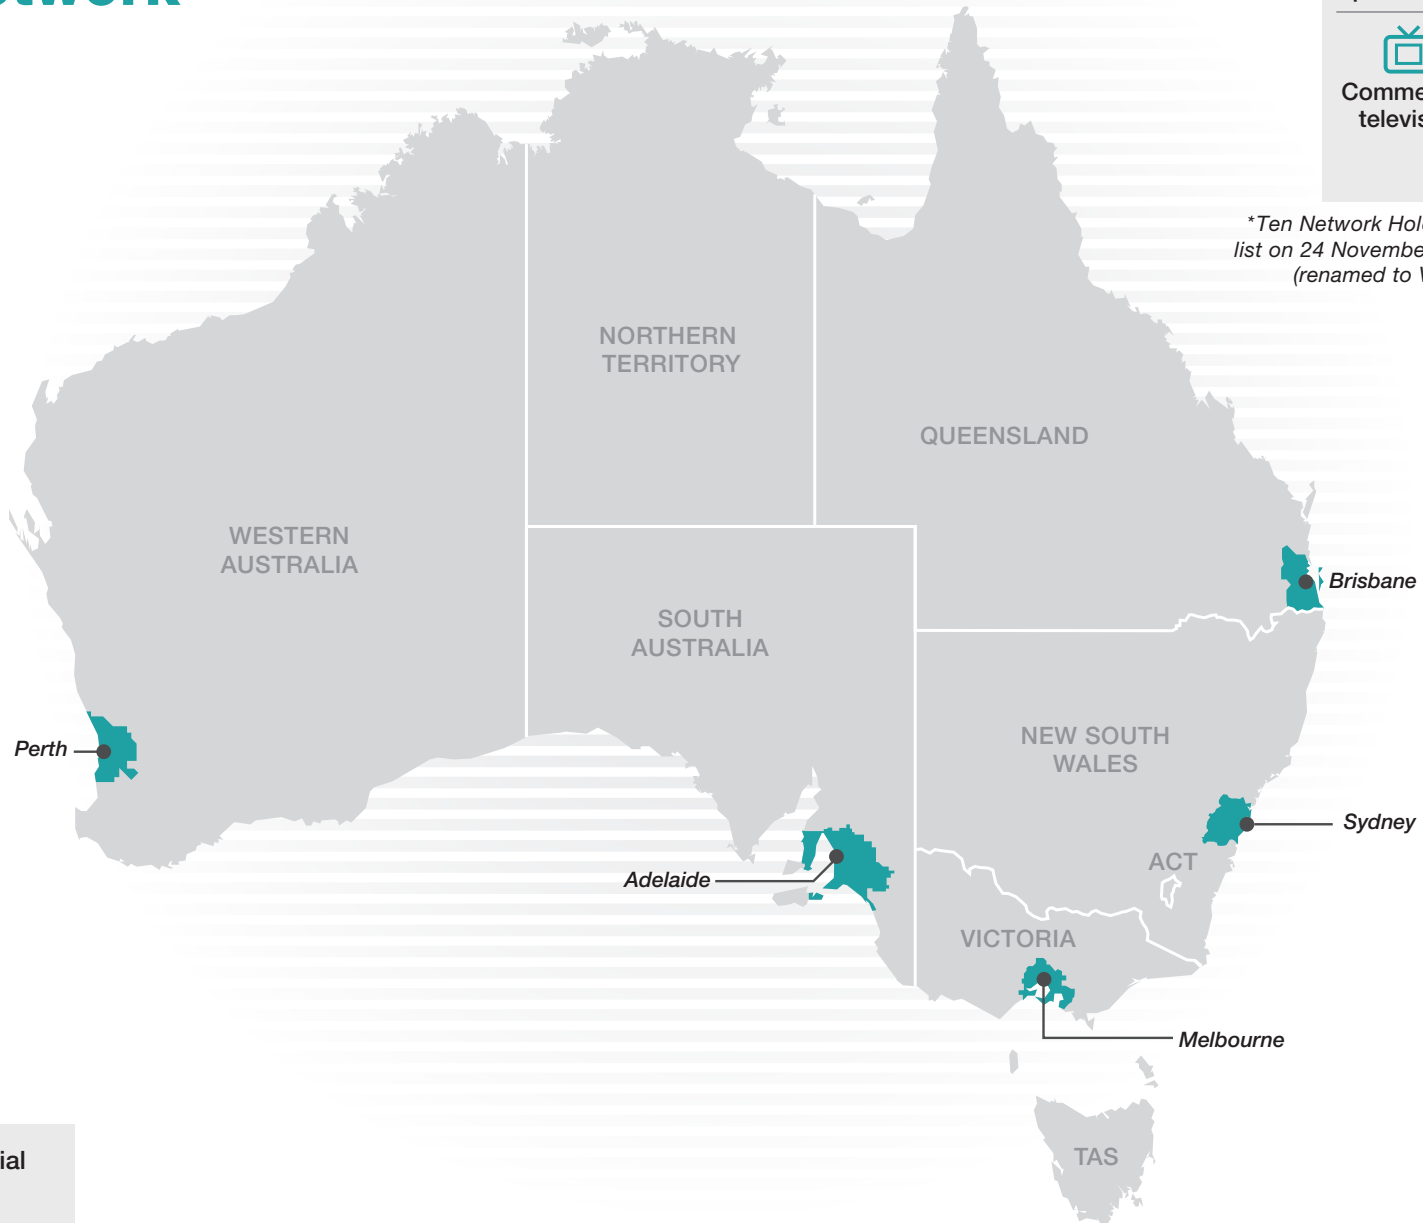 Comme
televis
*Ten Network Hol
list on 24 Novembe
(renamed to
NORTHERN
TERRITORY
QUEENSLAND
WESTERN
AUSTRALIA
SOUTH
AUSTRALIA
Brisbane
NEW SOUTH
WALES
Perth
Sydney
ACT
Adelaide
VICTORIA
Melbourne
TAS
ial